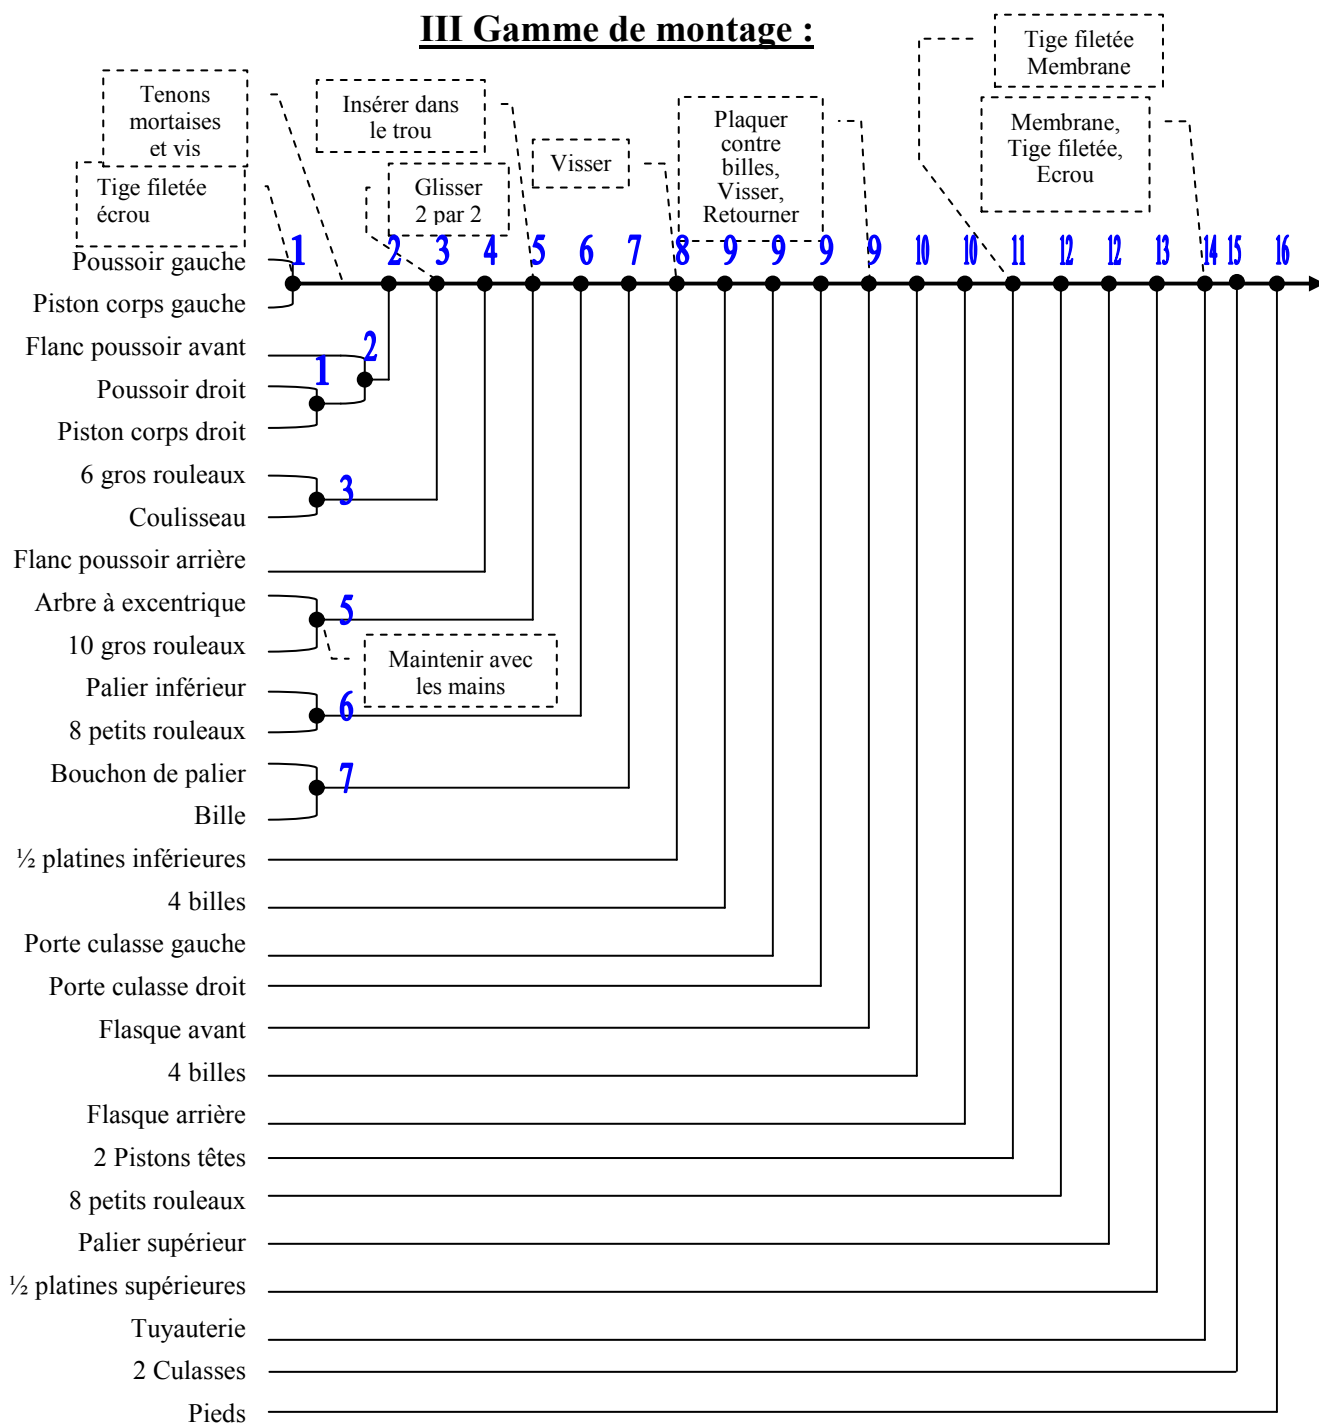 III Gamme de montage :
Tige filetée
Membrane
Tenons
mortaises
et vis
Insérer dans
le trou
Plaquer
contre
billes,
Visser,
Retourner
Membrane,
Tige filetée,
Ecrou
Visser
Tige filetée
écrou
Glisser
2 par 2
1 2 3 4 5 6 7 8 9 9 9 9 10 10 11 12 12 13 14 15 16
Poussoir gauche
Piston corps gauche
Flanc poussoir avant
2
1
Poussoir droit
Piston corps droit
6 gros rouleaux
3
Coulisseau
Flanc poussoir arrière
Arbre à excentrique
5
10 gros rouleaux
Maintenir avec
les mains
Palier inférieur
6
8 petits rouleaux
Bouchon de palier
7
Bille
½ platines inférieures
4 billes
Porte culasse gauche
Porte culasse droit
Flasque avant
4 billes
Flasque arrière
2 Pistons têtes
8 petits rouleaux
Palier supérieur
½ platines supérieures
Tuyauterie
2 Culasses
Pieds